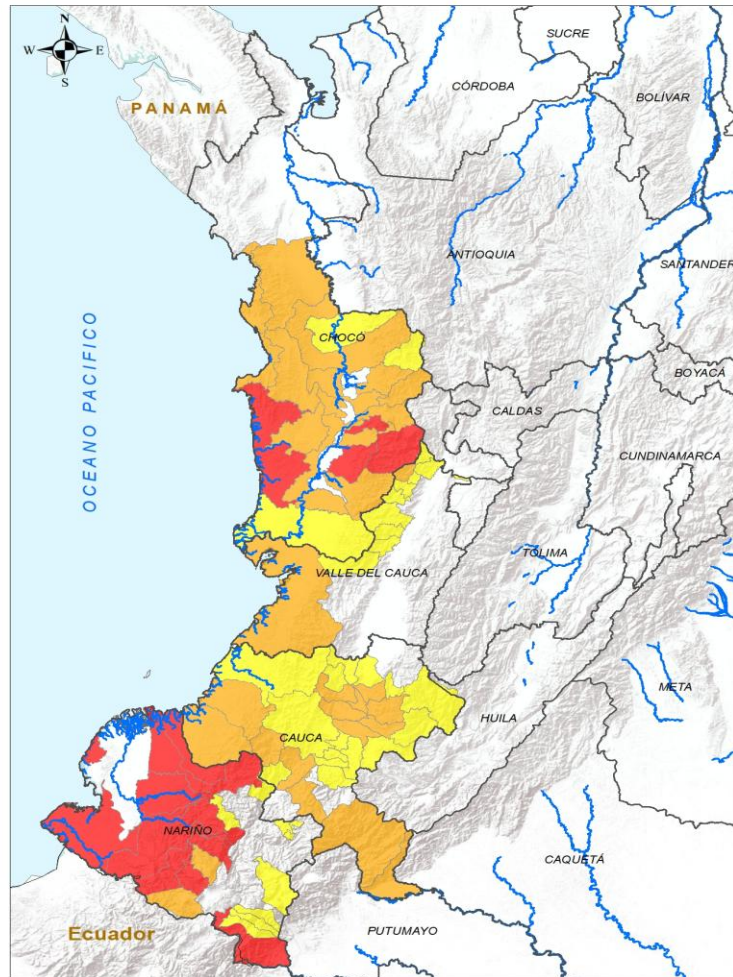 N
W E
S
SUCRE
CÓRDOBA
BOLÍVAR
PANAMÁ
ANTIOQUIA
SANTANDER
OCEANO PACIFICO
CHOCÓ
BOYACÁ
CALDAS
CUNDINAMARCA
TOLIMA
VALLE DEL CAUCA
META
HUILA
CAUCA
NARIÑO
CAQUETÁ
Ecuador
PUTUMAYO